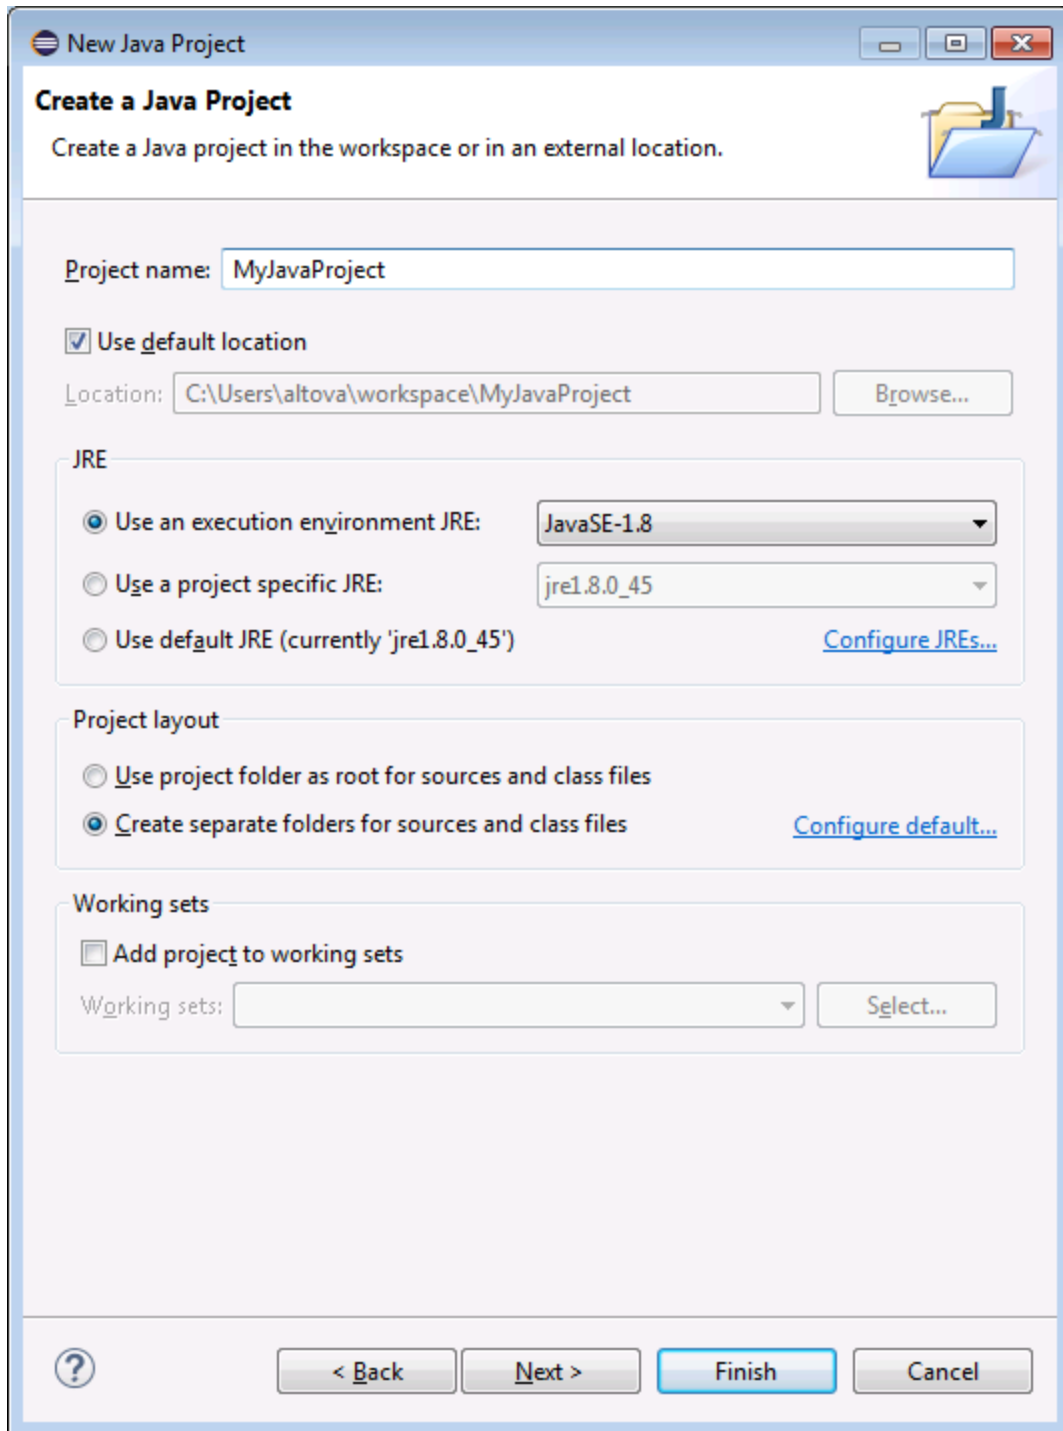 New Java Project
Create a Java Project
Create a Java project in the workspace or in an external location.
Project name: MyJavaProject
Use default location
Location: C:\Users\altova\workspace\MyJavaProject Browse...
JRE
Use an execution environment JRE: JavaSE-1.8
Use a project specific JRE: jre1.8.0_45
Use default JRE (currently 'jre1.8.0_45') Configure JREs...
Project layout
Use project folder as root for sources and class files
Create separate folders for sources and class files Configure default...
Working sets
Add project to working sets
Working sets: Select...
? < Back Next > Finish Cancel